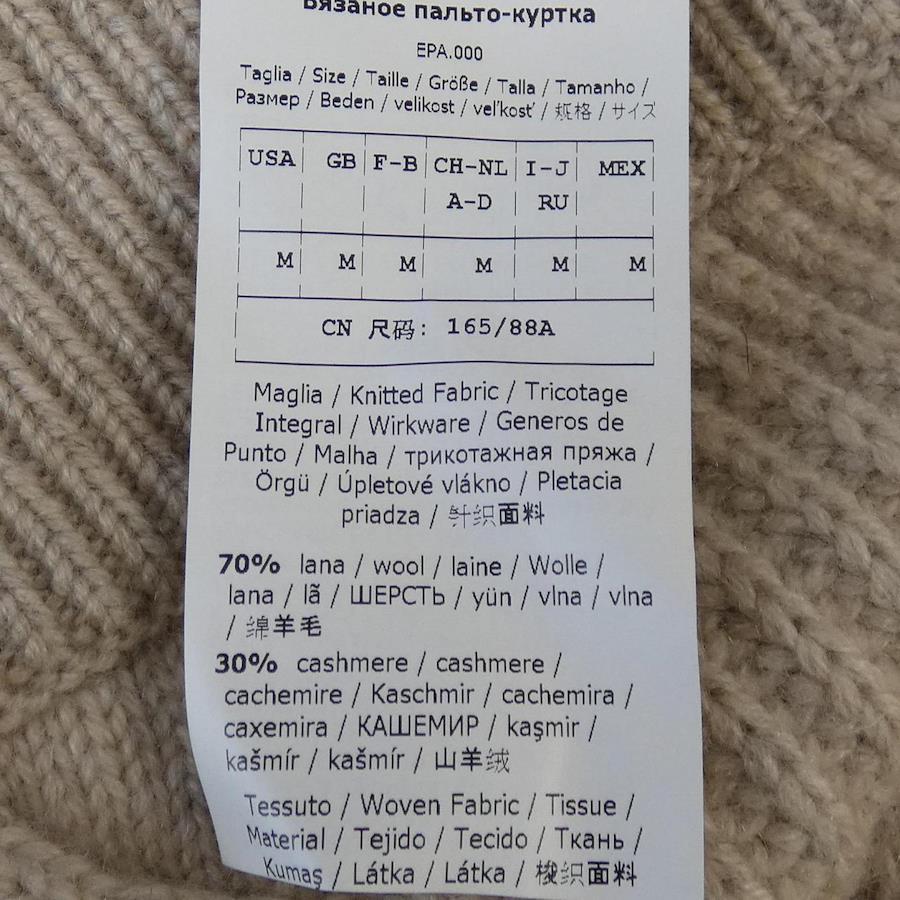 Вязаное пальто-куртка
EPA.000
Taglia / Size / Taille / Größe / Talla / Tamanho /
Размер / Beden / velikost / veľkosť / 规格 / サイズ
USA GB F-B CH-NL I-J MEX
A-D RU
M M M M M M
CN 尺码: 165/88A
Maglia / Knitted Fabric / Tricotage
Integral / Wirkware / Generos de
Punto / Malha / трикотажная пряжа /
Örgü / Úpletové vlákno / Pletacia
priadza / 针织面料
70% lana / wool / laine / Wolle /
lana / lã / ШЕРСТЬ / yün / vlna / vlna
/ 绵羊毛
30% cashmere / cashmere /
cachemire / Kaschmir / cachemira /
caxemira / КАШЕМИР / kaşmir /
kašmír / kašmír / 山羊绒
Tessuto / Woven Fabric / Tissue /
Material / Tejido / Tecido / Ткань /
Kumaş / Látka / Látka / 梭织面料